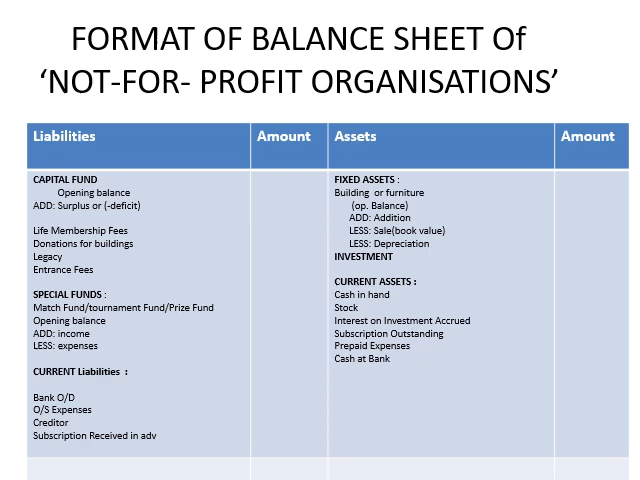 FORMAT OF BALANCE SHEET Of
‘NOT-FOR- PROFIT ORGANISATIONS’
Liabilities Amount Assets Amount
CAPITAL FUND
Opening balance
ADD: Surplus or (-deficit)
Life Membership Fees
Donations for buildings
Legacy
Entrance Fees
SPECIAL FUNDS :
Match Fund/tournament Fund/Prize Fund
Opening balance
ADD: income
LESS: expenses
CURRENT Liabilities :
Bank O/D
O/S Expenses
Creditor
Subscription Received in adv
FIXED ASSETS :
Building or furniture
(op. Balance)
ADD: Addition
LESS: Sale(book value)
LESS: Depreciation
INVESTMENT
CURRENT ASSETS :
Cash in hand
Stock
Interest on Investment Accrued
Subscription Outstanding
Prepaid Expenses
Cash at Bank